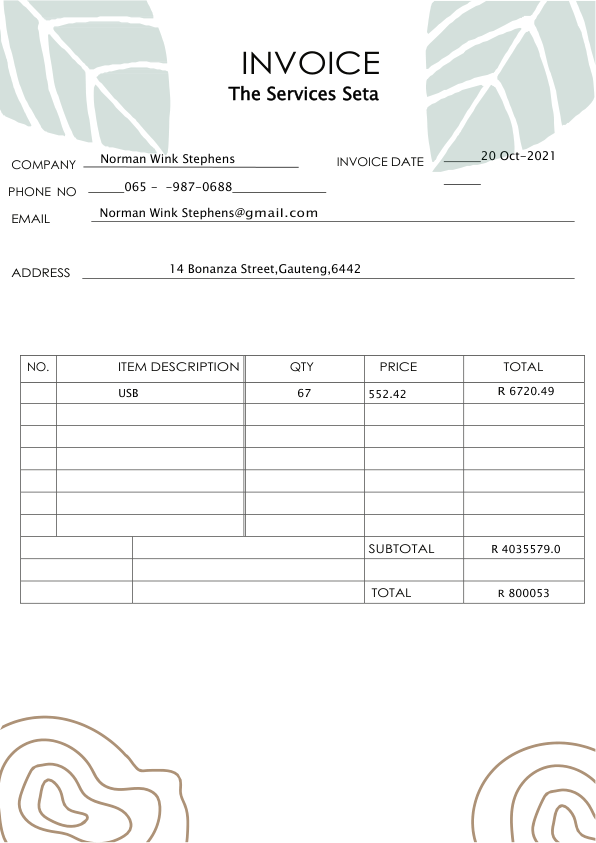 INVOICE
The Services Seta
COMPANY Norman Wink Stephens INVOICE DATE 20 Oct-2021
PHONE NO 065 - -987-0688
EMAIL Norman Wink Stephens@gmail.com
ADDRESS 14 Bonanza Street,Gauteng,6442
NO. ITEM DESCRIPTION QTY PRICE TOTAL
USB 67 552.42 R 6720.49
SUBTOTAL R 4035579.0
TOTAL R 800053